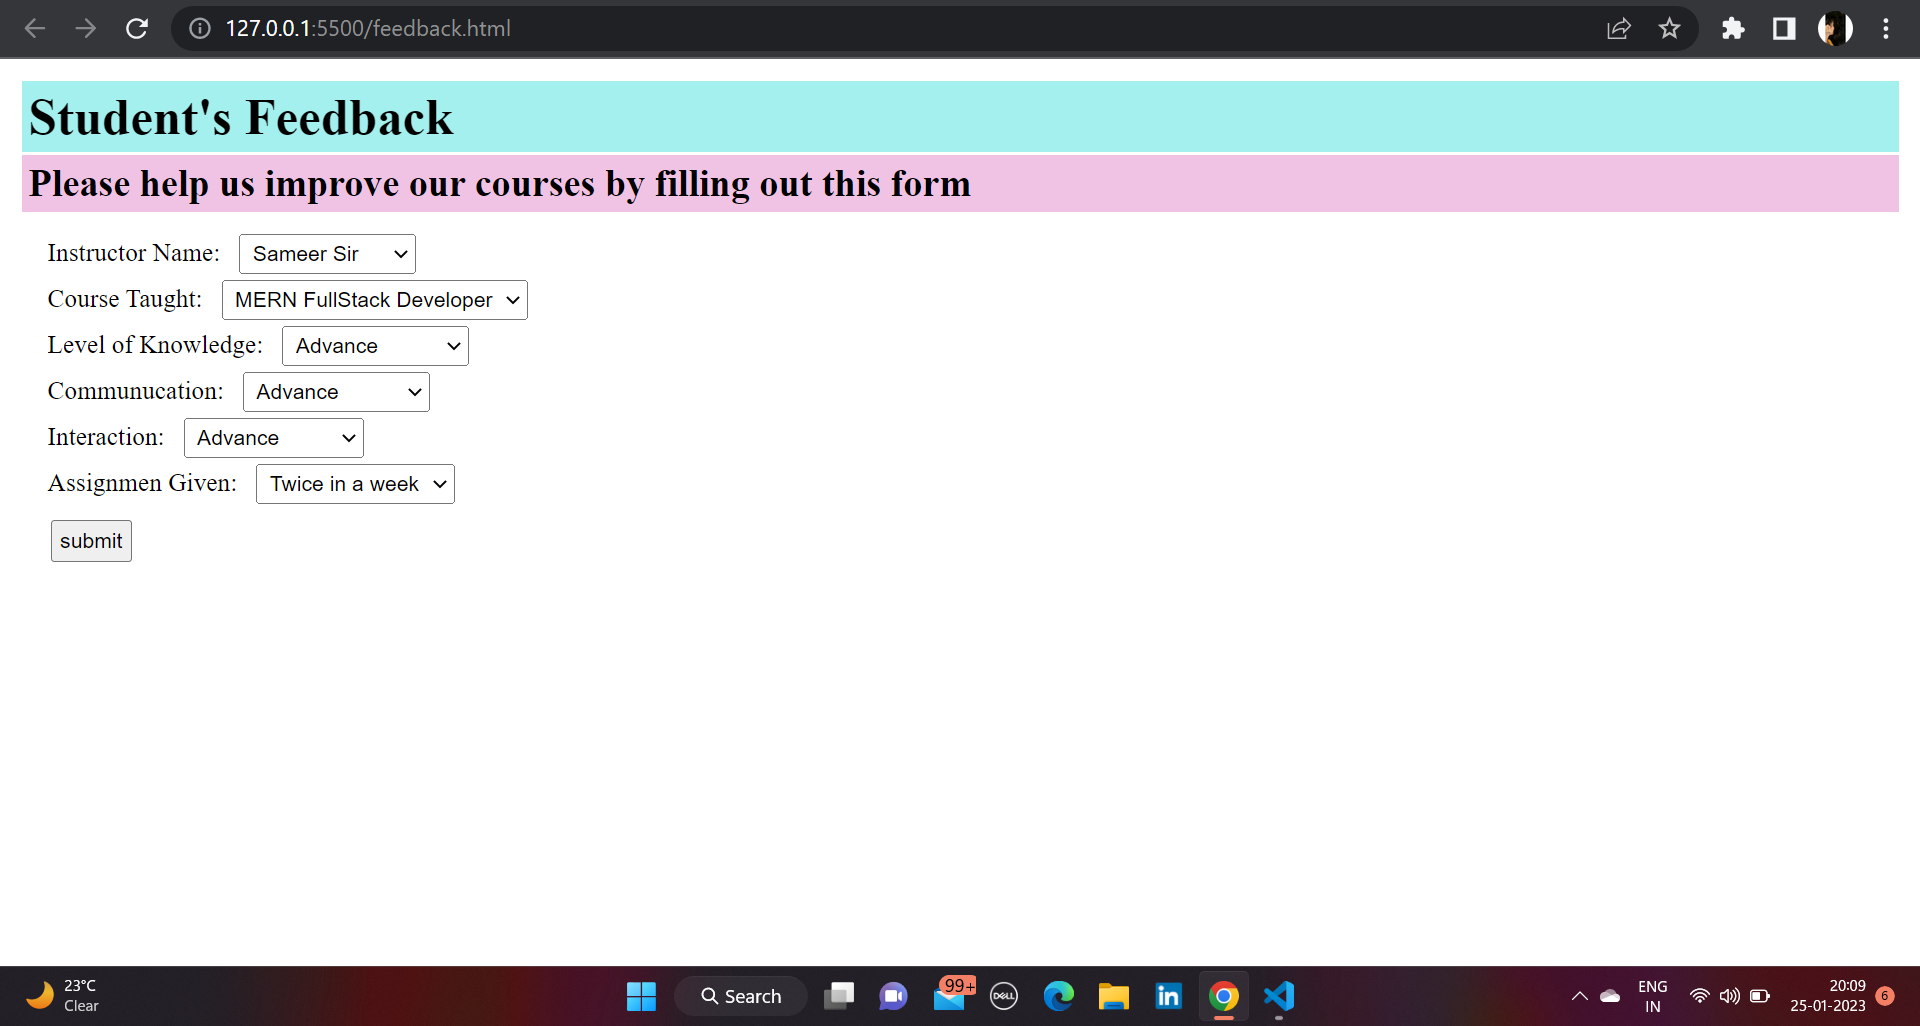 127.0.0.1:5500/feedback.html
Student's Feedback
Please help us improve our courses by filling out this form
Instructor Name: Sameer Sir
Course Taught: MERN FullStack Developer
Level of Knowledge: Advance
Communucation: Advance
Interaction: Advance
Assignmen Given: Twice in a week
submit
23°C
Clear
Search
99+
DELL
in
ENG
IN
20:09
25-01-2023
6